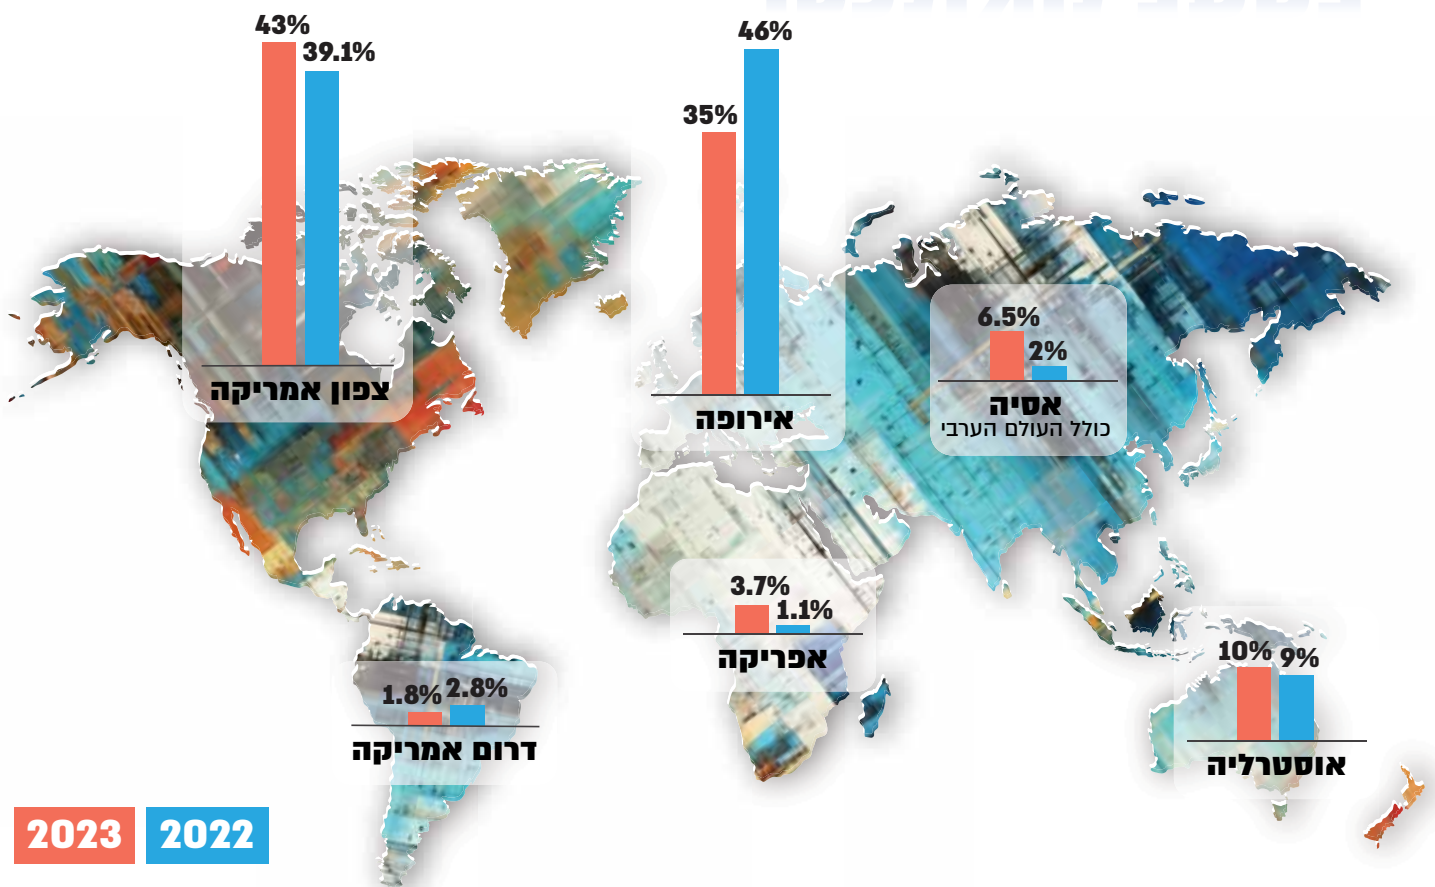 43%
39.1%
צפון אמריקה
46%
35%
אירופה
6.5%
2%
אסיה
כולל העולם הערבי
3.7%
1.1%
אפריקה
1.8% 2.8%
דרום אמריקה
10% 9%
אוסטרליה
2023 2022